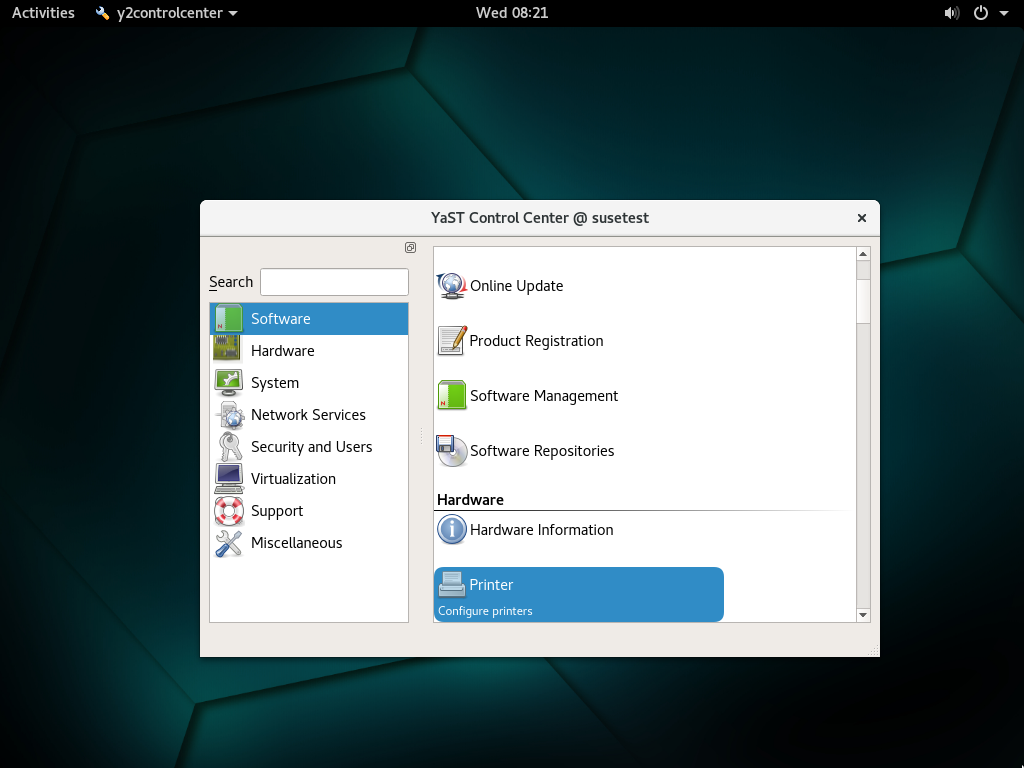 Activities
y2controlcenter
Wed 08:21
YaST Control Center @ susetest
Search
Software
Hardware
System
Network Services
Security and Users
Virtualization
Support
Miscellaneous
Online Update
Product Registration
Software Management
Software Repositories
Hardware
Hardware Information
Printer
Configure printers